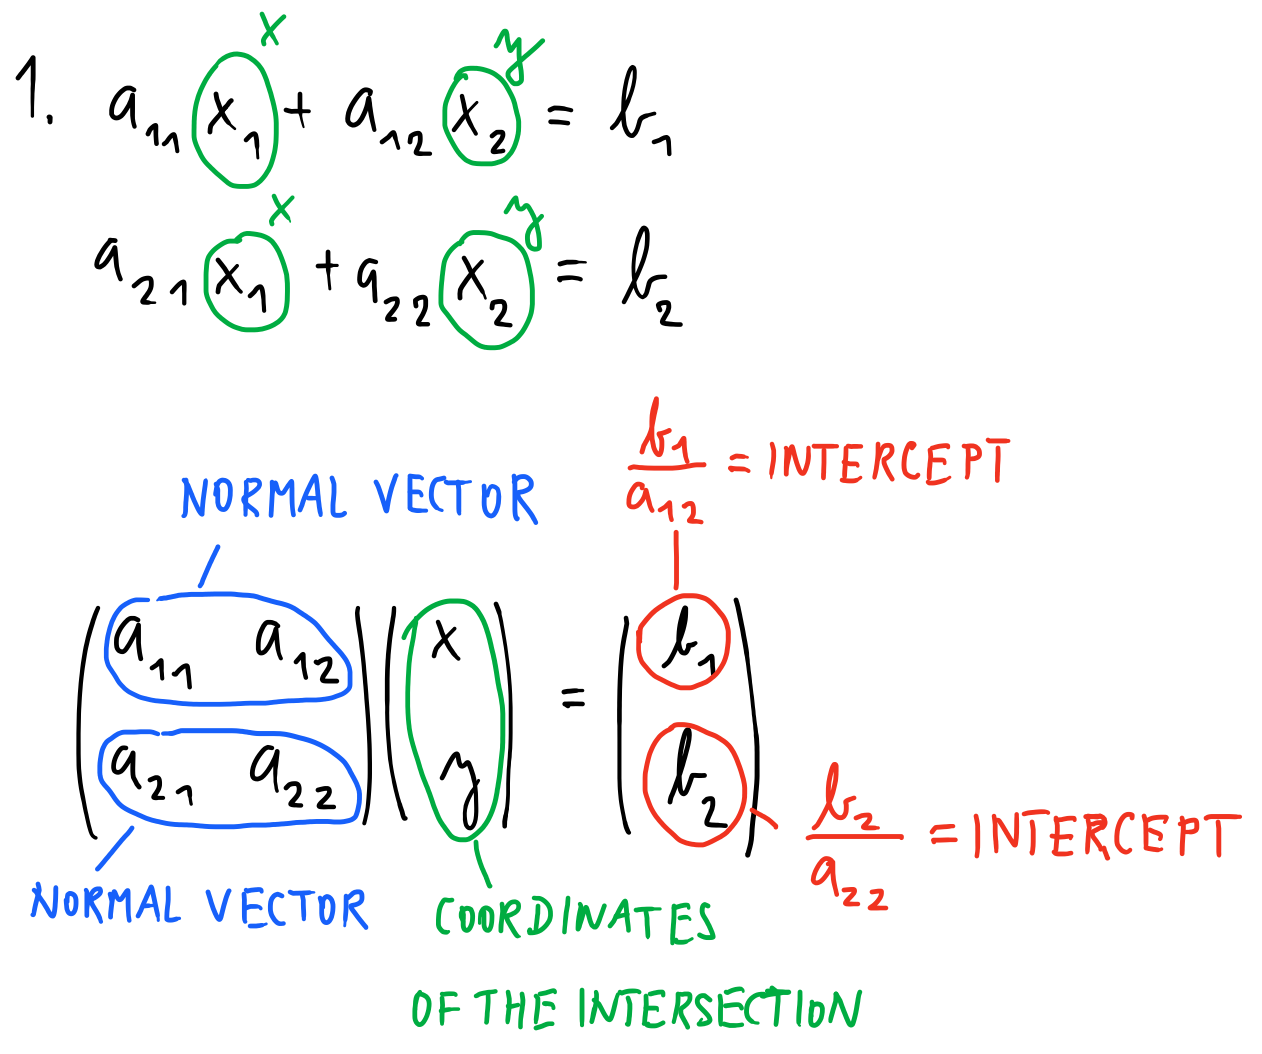 x y
1. a₁₁ x₁ + a₁₂ x₂ = b₁
x y
a₂₁ x₁ + a₂₂ x₂ = b₂
b₁/a₁₂ = INTERCEPT
NORMAL VECTOR
(a₁₁ a₁₂) (x) = (b₁)
(a₂₁ a₂₂) (y) (b₂)
b₂/a₂₂ = INTERCEPT
NORMAL VECTOR
COORDINATES
OF THE INTERSECTION